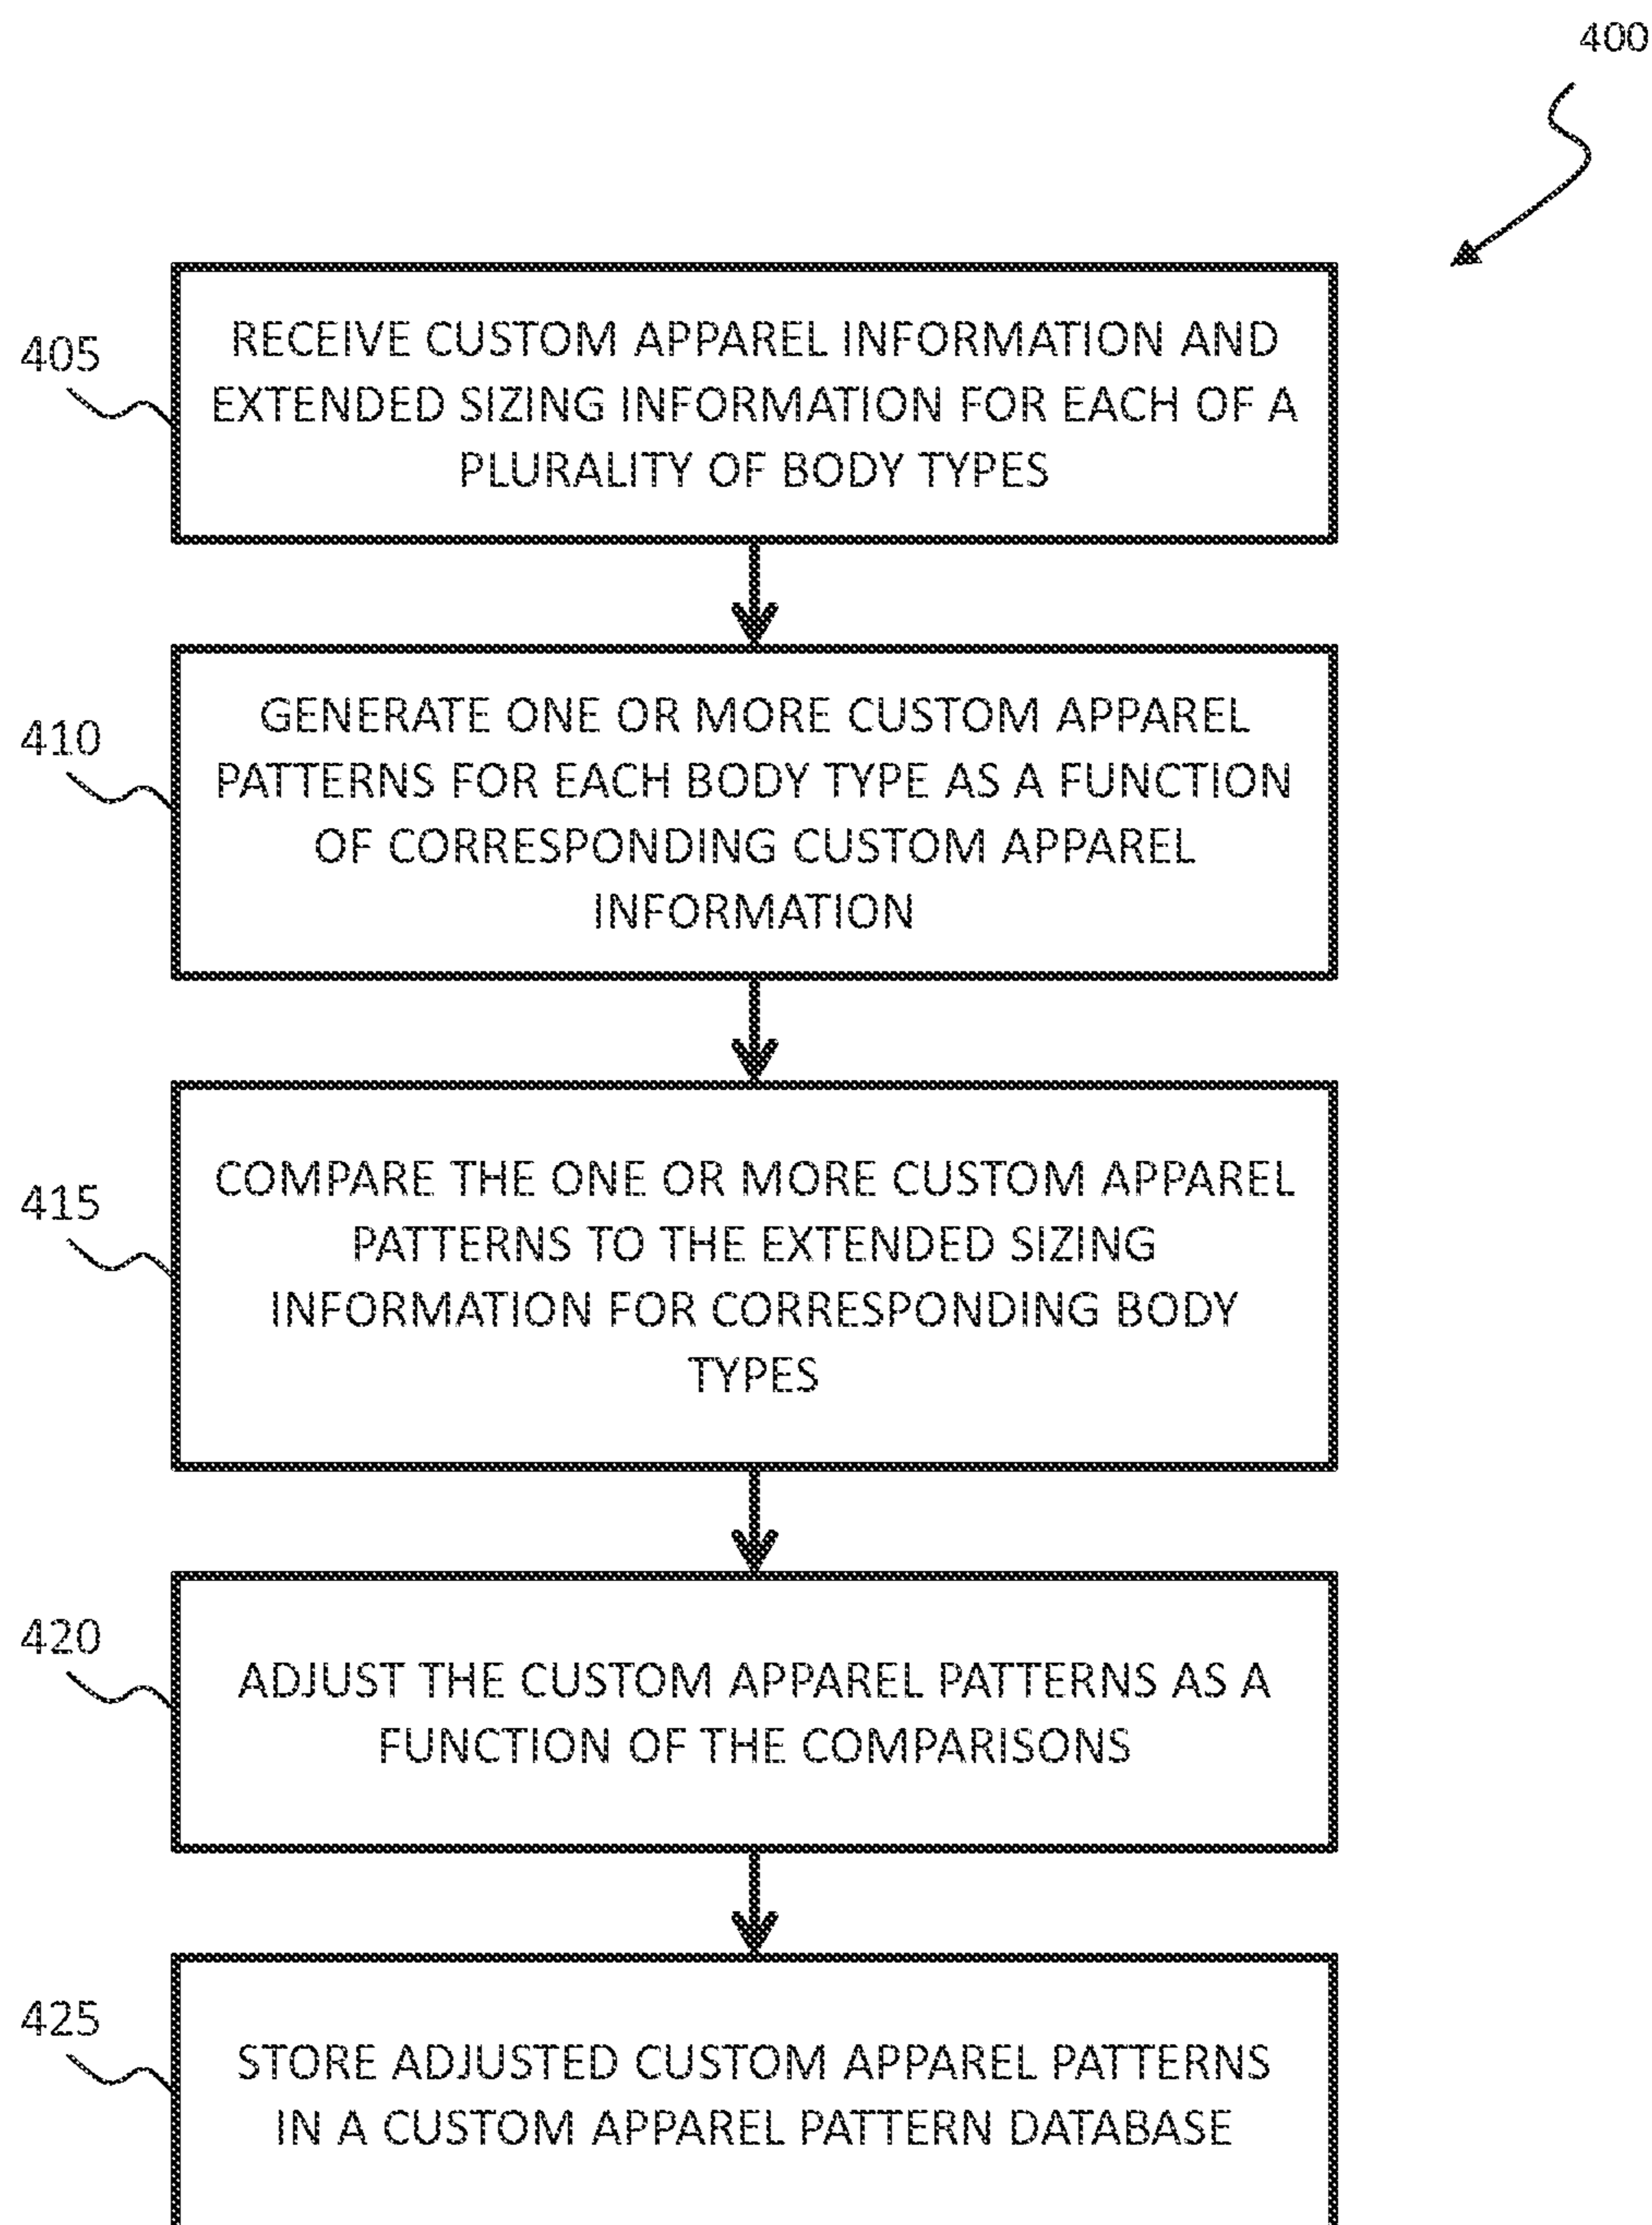 400
405
RECEIVE CUSTOM APPAREL INFORMATION AND
EXTENDED SIZING INFORMATION FOR EACH OF A
PLURALITY OF BODY TYPES
410
GENERATE ONE OR MORE CUSTOM APPAREL
PATTERNS FOR EACH BODY TYPE AS A FUNCTION
OF CORRESPONDING CUSTOM APPAREL
INFORMATION
415
COMPARE THE ONE OR MORE CUSTOM APPAREL
PATTERNS TO THE EXTENDED SIZING
INFORMATION FOR CORRESPONDING BODY
TYPES
420
ADJUST THE CUSTOM APPAREL PATTERNS AS A
FUNCTION OF THE COMPARISONS
425
STORE ADJUSTED CUSTOM APPAREL PATTERNS
IN A CUSTOM APPAREL PATTERN DATABASE